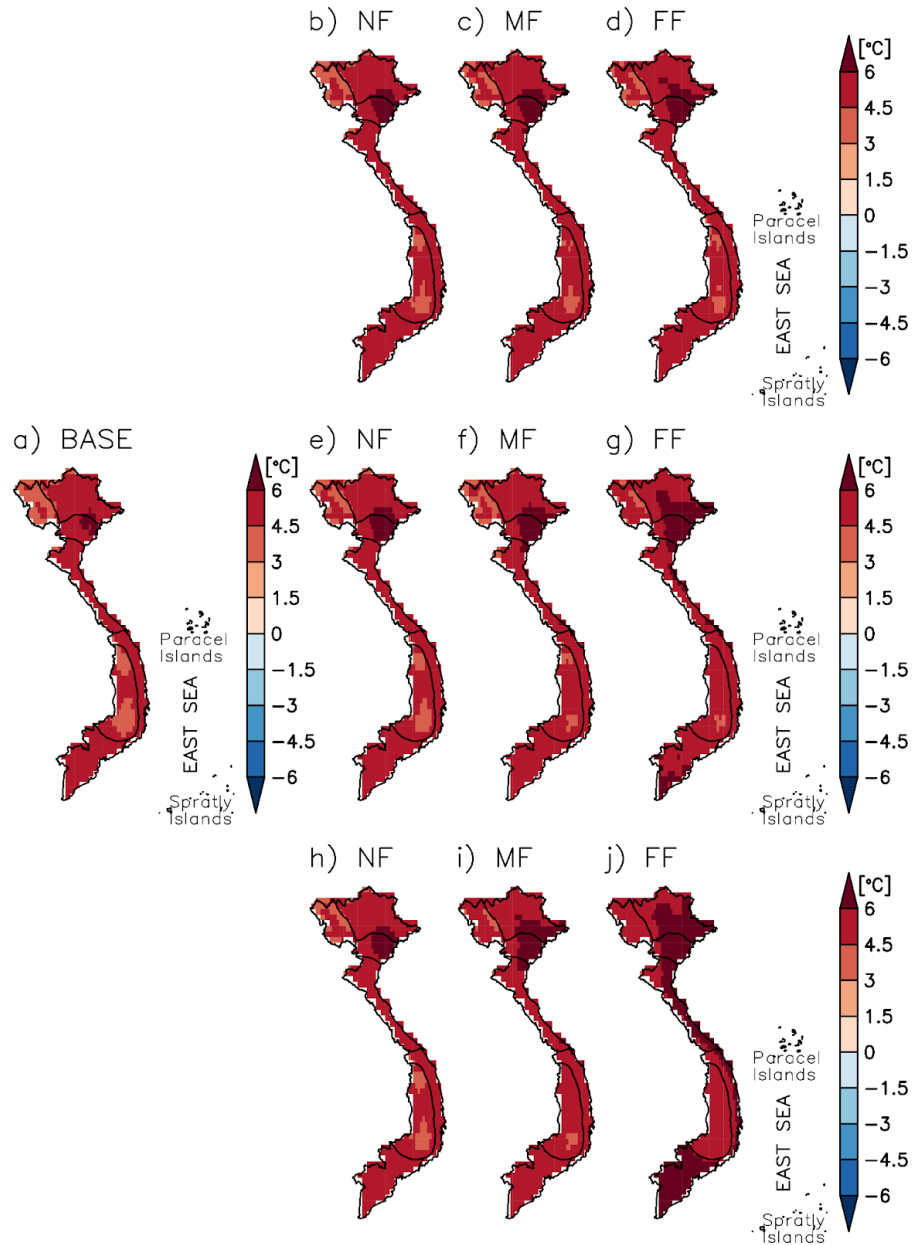 b) NF
c) MF
d) FF
[°C]
6
4.5
3
1.5
0
−1.5
−3
−4.5
−6
Paracel
Islands
EAST SEA
Spratly
Islands
a) BASE
[°C]
6
4.5
3
1.5
0
−1.5
−3
−4.5
−6
Paracel
Islands
EAST SEA
Spratly
Islands
e) NF
f) MF
g) FF
[°C]
6
4.5
3
1.5
0
−1.5
−3
−4.5
−6
Paracel
Islands
EAST SEA
Spratly
Islands
h) NF
i) MF
j) FF
[°C]
6
4.5
3
1.5
0
−1.5
−3
−4.5
−6
Paracel
Islands
EAST SEA
Spratly
Islands